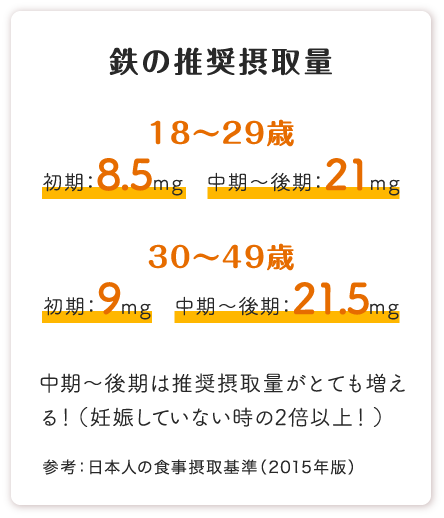 鉄の推奨摂取量
18〜29歳
初期：8.5mg 中期〜後期：21mg
30〜49歳
初期：9mg 中期〜後期：21.5mg
中期〜後期は推奨摂取量がとても増え
る！（妊娠していない時の2倍以上！）
参考：日本人の食事摂取基準（2015年版）